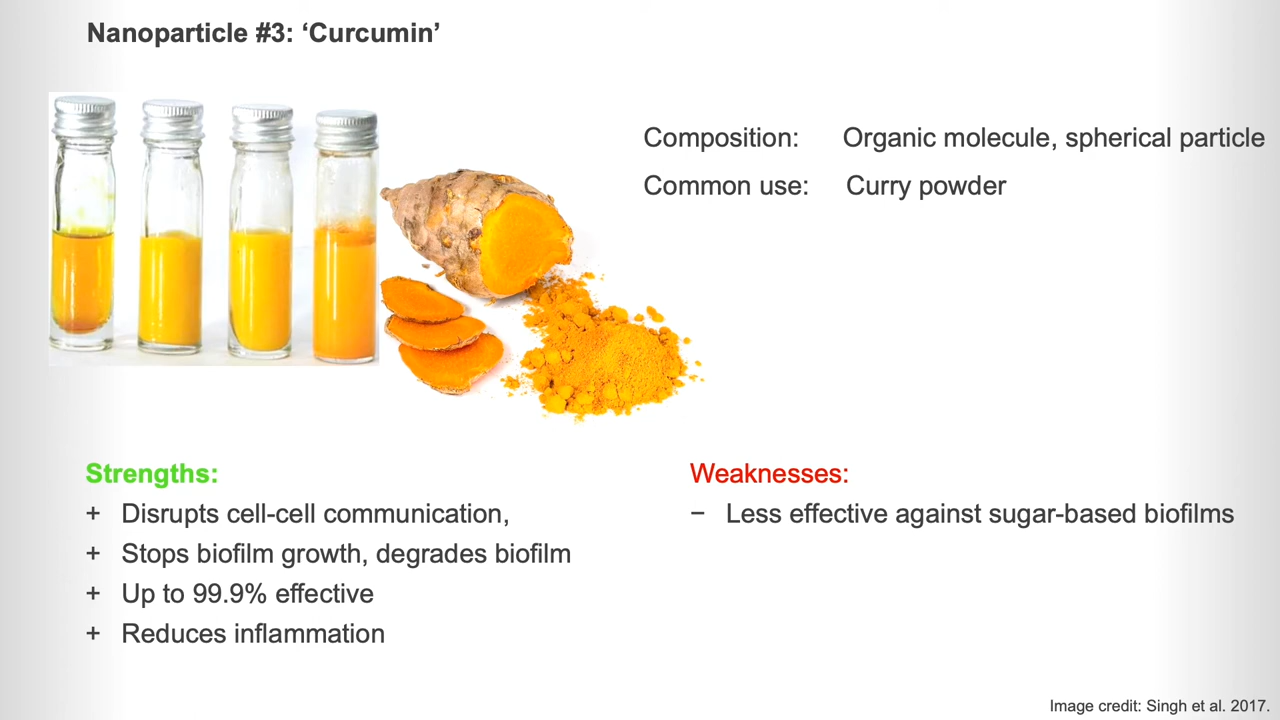 Nanoparticle #3: ‘Curcumin’
Composition: Organic molecule, spherical particle
Common use: Curry powder
Strengths:
+ Disrupts cell-cell communication,
+ Stops biofilm growth, degrades biofilm
+ Up to 99.9% effective
+ Reduces inflammation
Weaknesses:
− Less effective against sugar-based biofilms
Image credit: Singh et al. 2017.